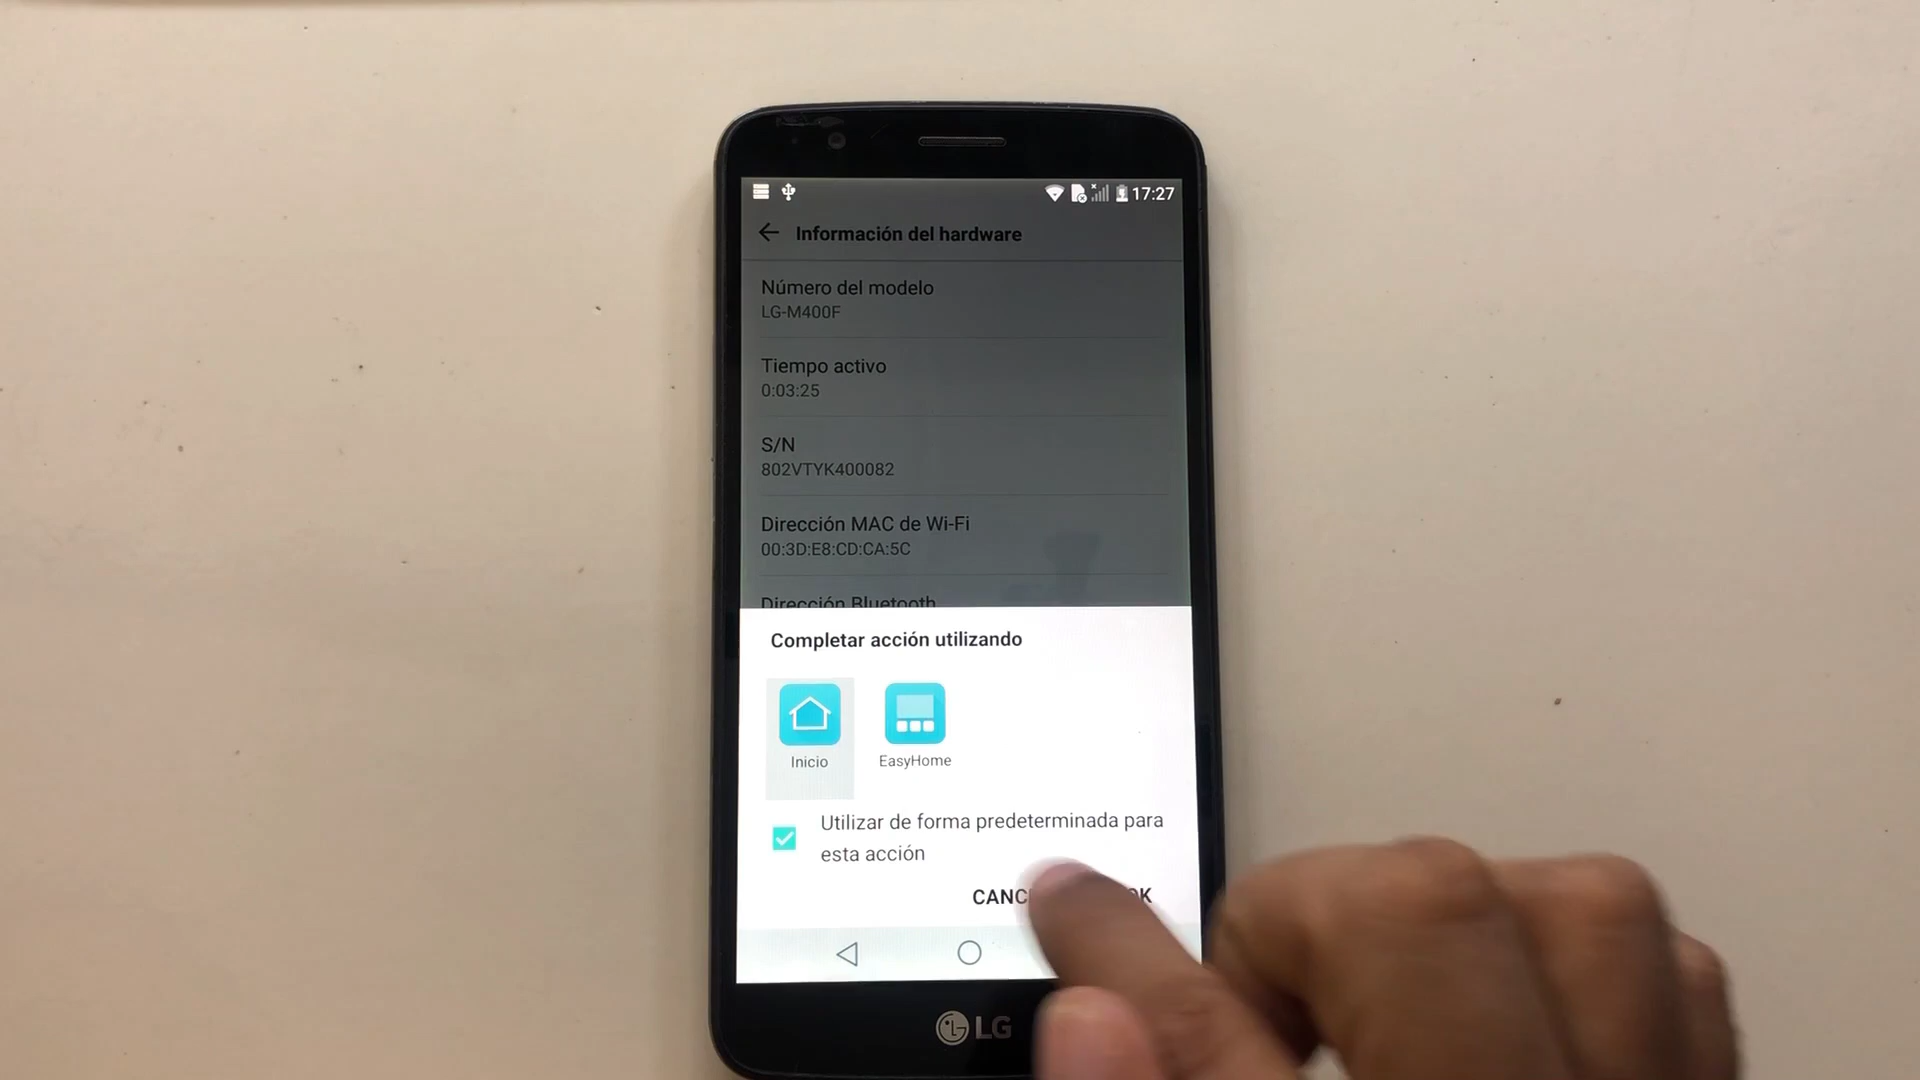 17:27
Información del hardware
Número del modelo
LG-M400F
Tiempo activo
0:03:25
S/N
802VTYK400082
Dirección MAC de Wi-Fi
00:3D:E8:CD:CA:5C
Dirección Bluetooth
Completar acción utilizando
Inicio
EasyHome
Utilizar de forma predeterminada para
esta acción
LG